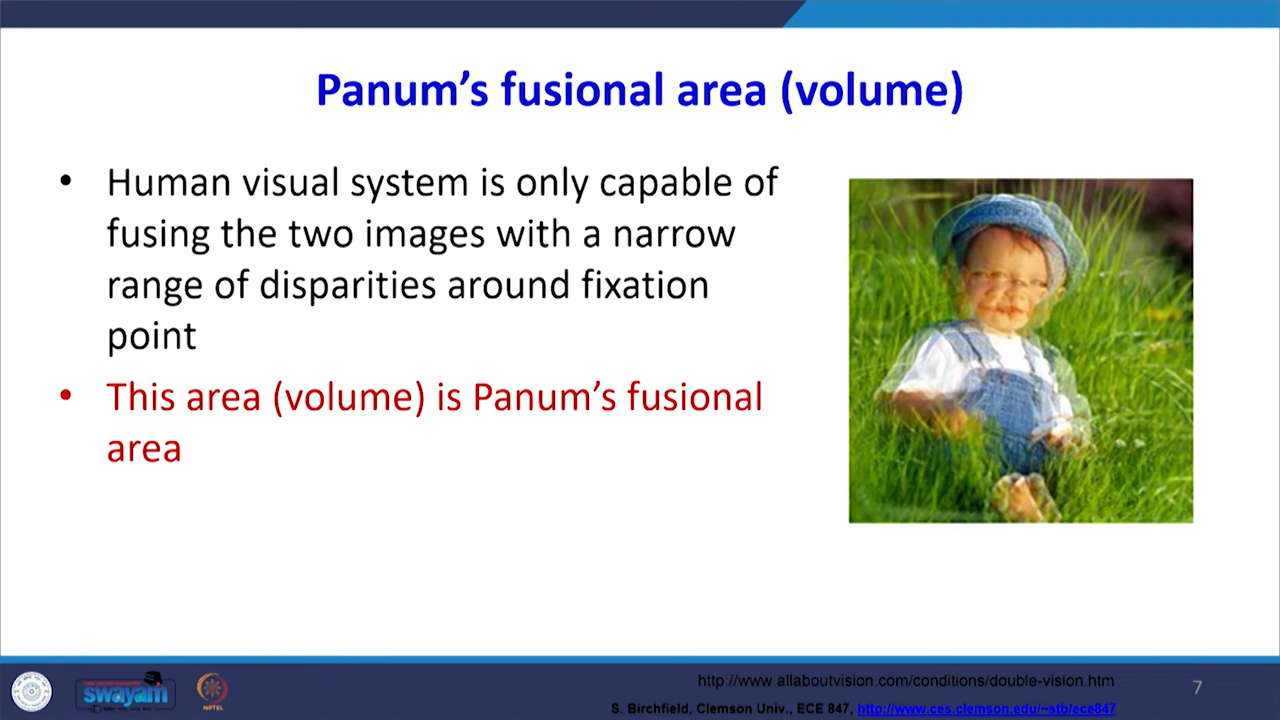 Panum's fusional area (volume)
• Human visual system is only capable of
fusing the two images with a narrow
range of disparities around fixation
point
• This area (volume) is Panum's fusional
area
swayam
NPTEL
http://www.allaboutvision.com/conditions/double-vision.htm
7
S. Birchfield, Clemson Univ., ECE 847, http://www.ces.clemson.edu/~stb/ece847